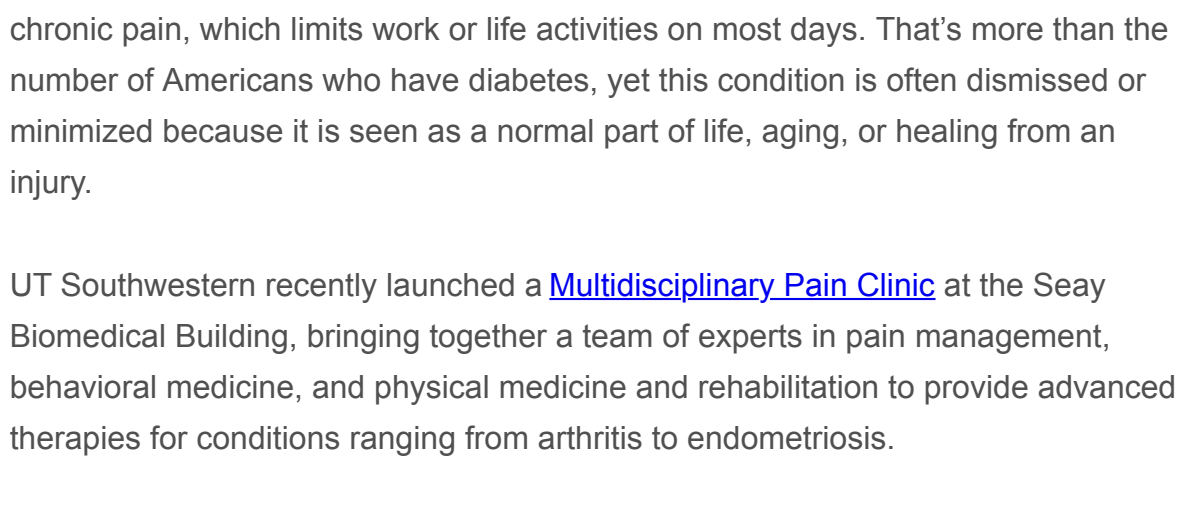 chronic pain, which limits work or life activities on most days. That’s more than the
number of Americans who have diabetes, yet this condition is often dismissed or
minimized because it is seen as a normal part of life, aging, or healing from an
injury.
UT Southwestern recently launched a Multidisciplinary Pain Clinic at the Seay
Biomedical Building, bringing together a team of experts in pain management,
behavioral medicine, and physical medicine and rehabilitation to provide advanced
therapies for conditions ranging from arthritis to endometriosis.